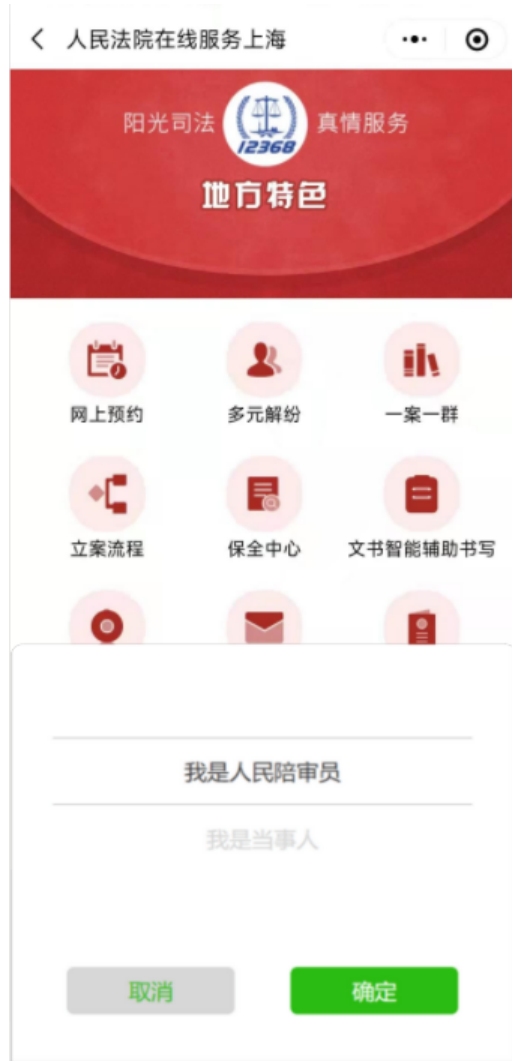 人民法院在线服务上海
阳光司法 12368 真情服务
地方特色
网上预约 多元解纷 一案一群
立案流程 保全中心 文书智能辅助书写
我是人民陪审员
我是当事人
取消 确定